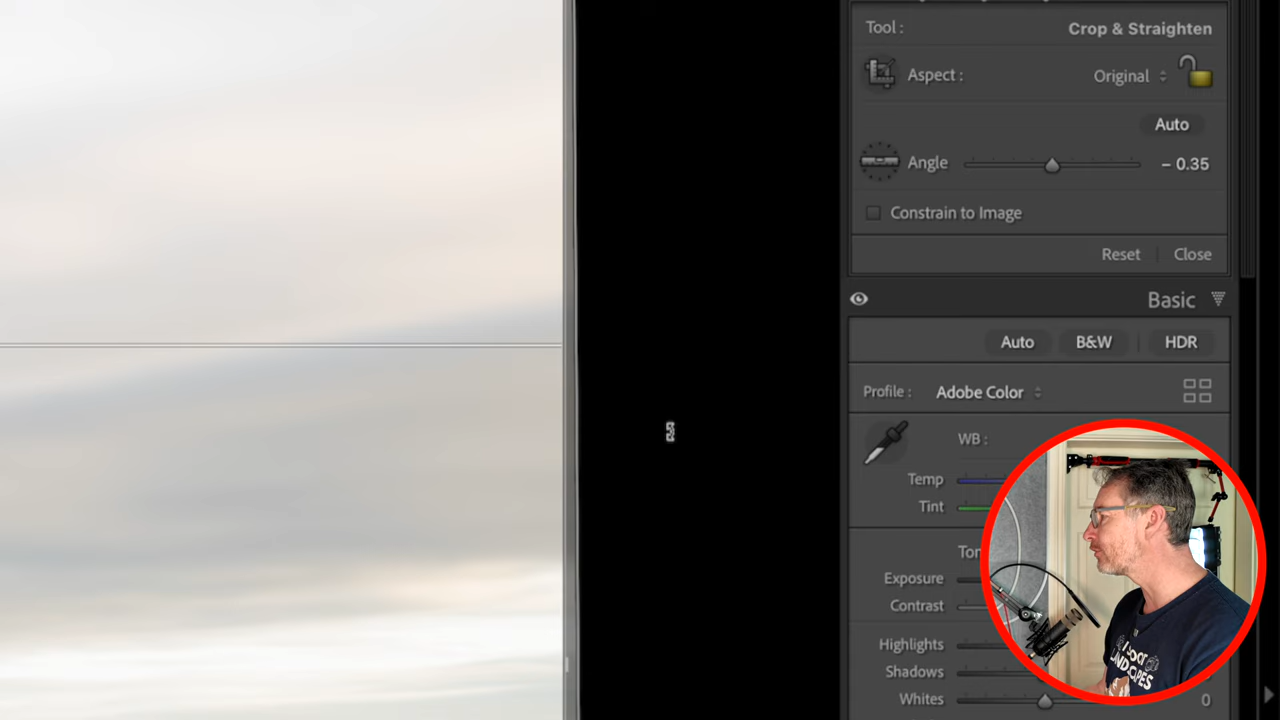 Tool : Crop & Straighten
Aspect : Original
Auto
Angle - 0.35
Constrain to Image
Reset Close
Basic
Auto B&W HDR
Profile : Adobe Color
WB :
Temp
Tint
Exposure
Contrast
Highlights
Shadows
Whites 0